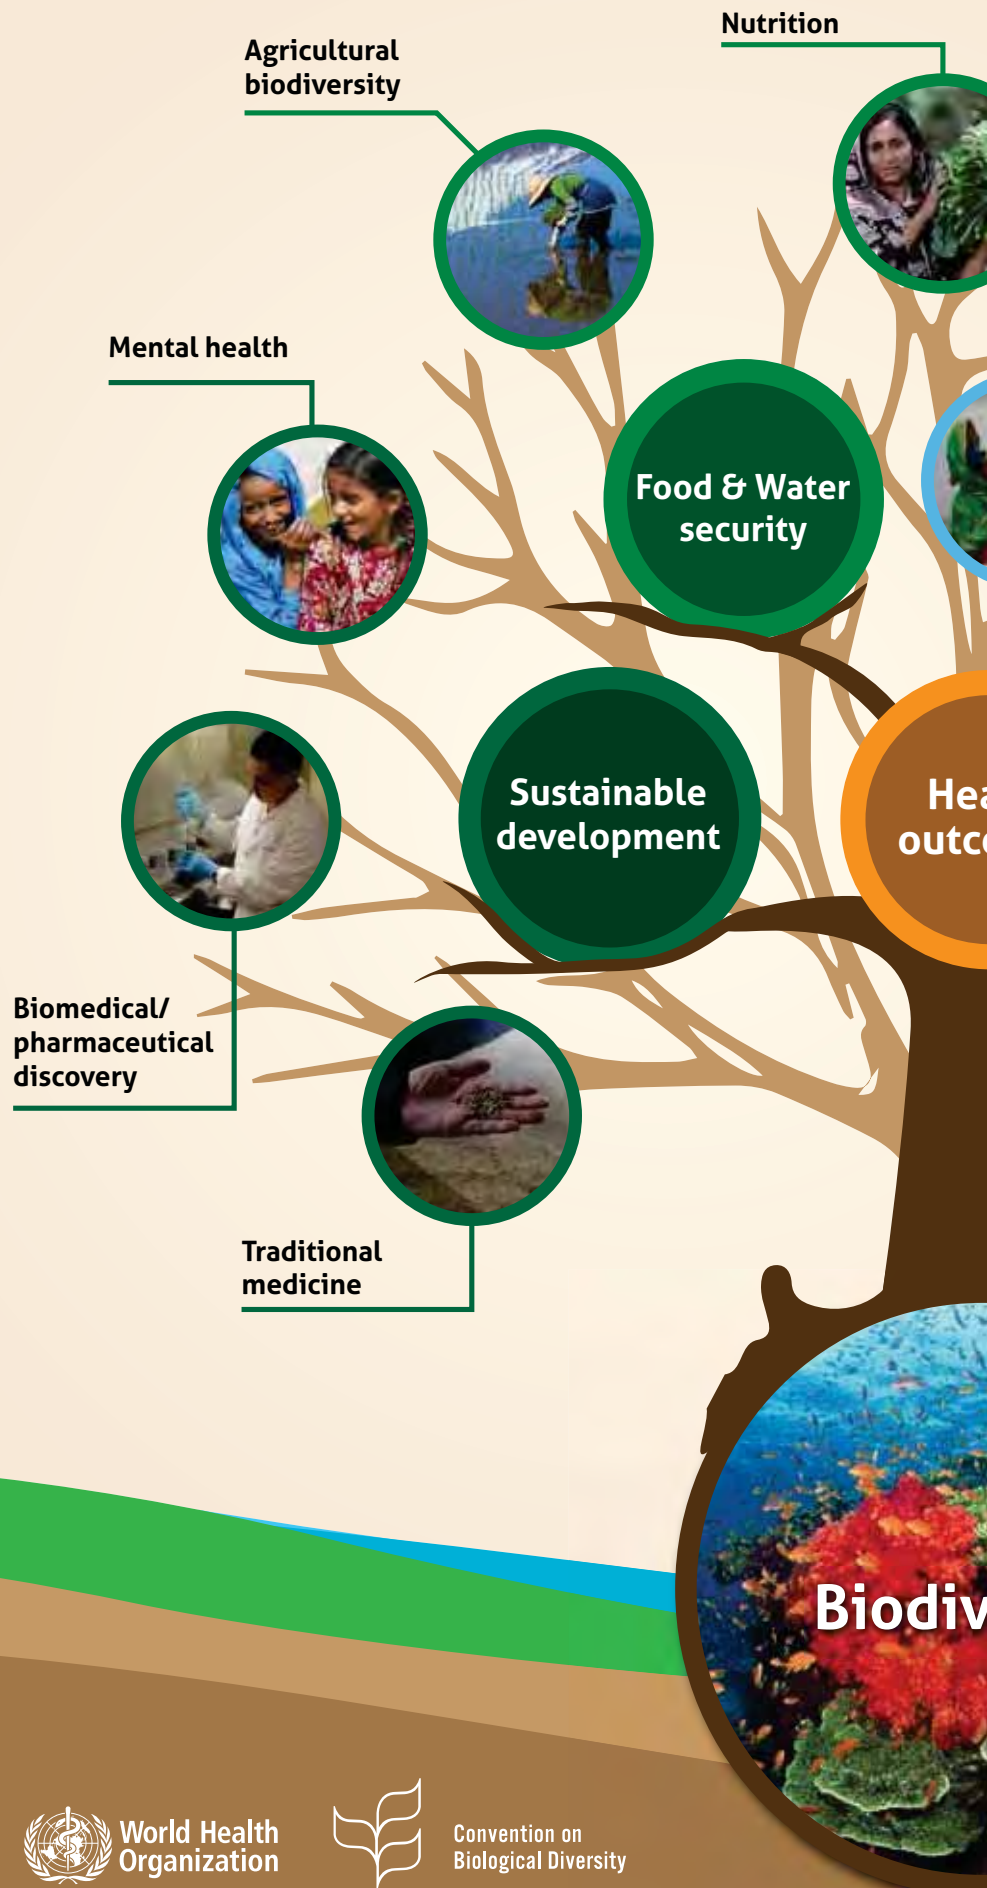 Nutrition
Agricultural
biodiversity
Mental health
Food & Water
security
Sustainable
development
Biomedical/
pharmaceutical
discovery
Traditional
medicine
World Health
Organization
Convention on
Biological Diversity